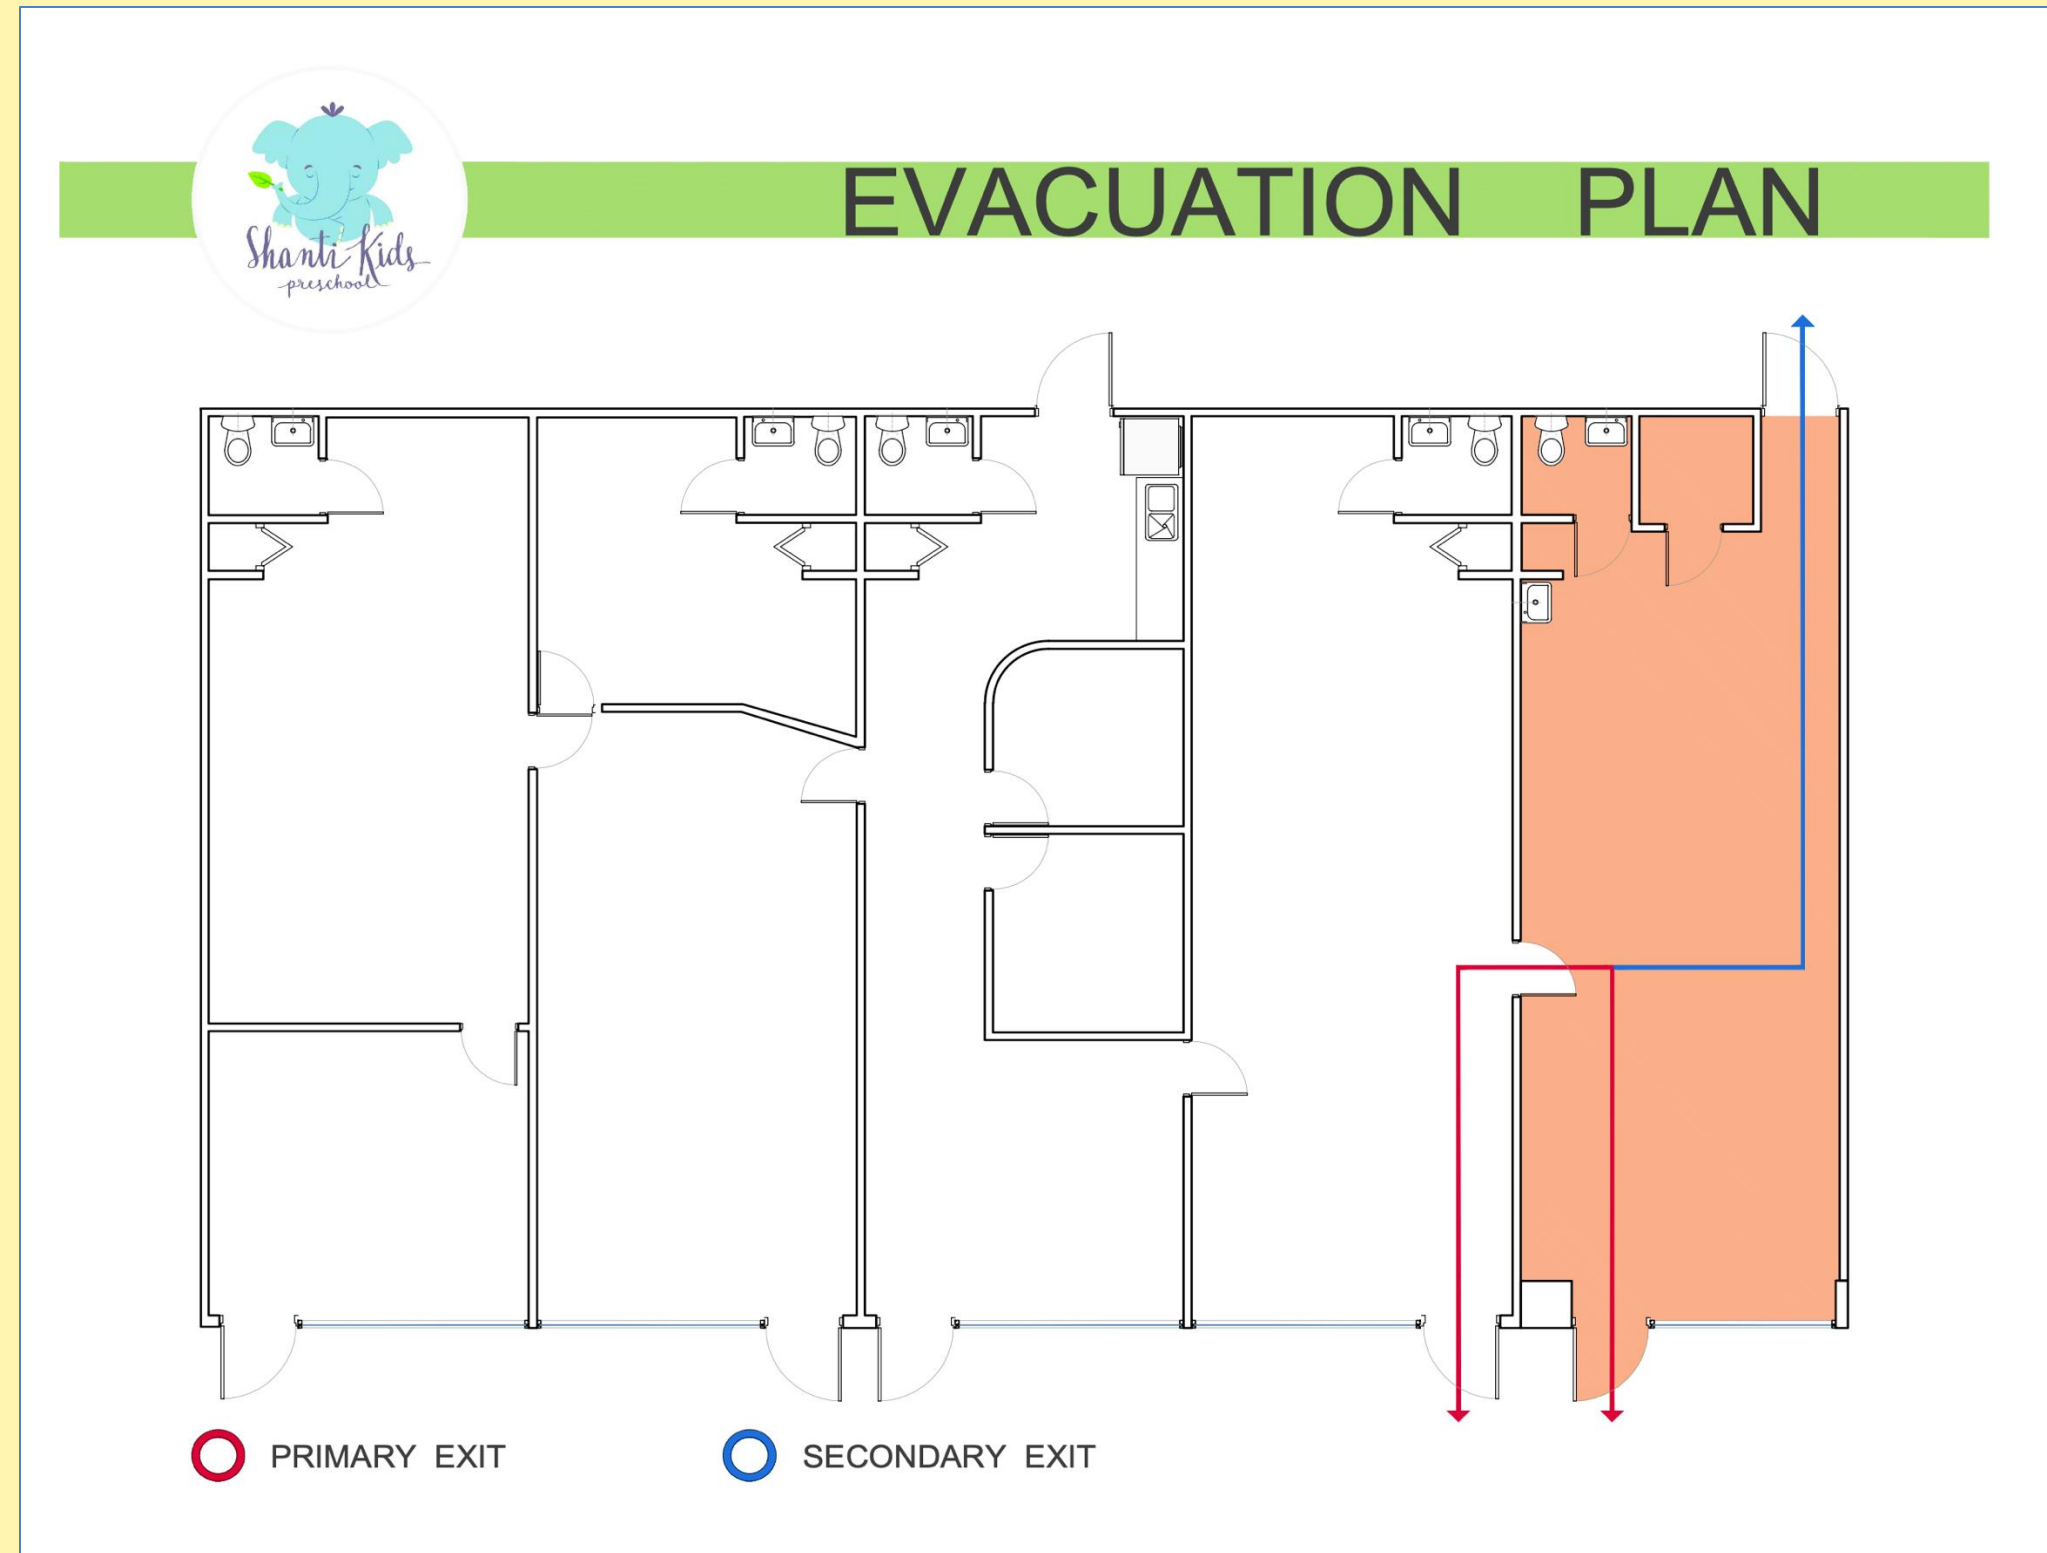 EVACUATION PLAN
Shanti Kids
preschool
PRIMARY EXIT
SECONDARY EXIT